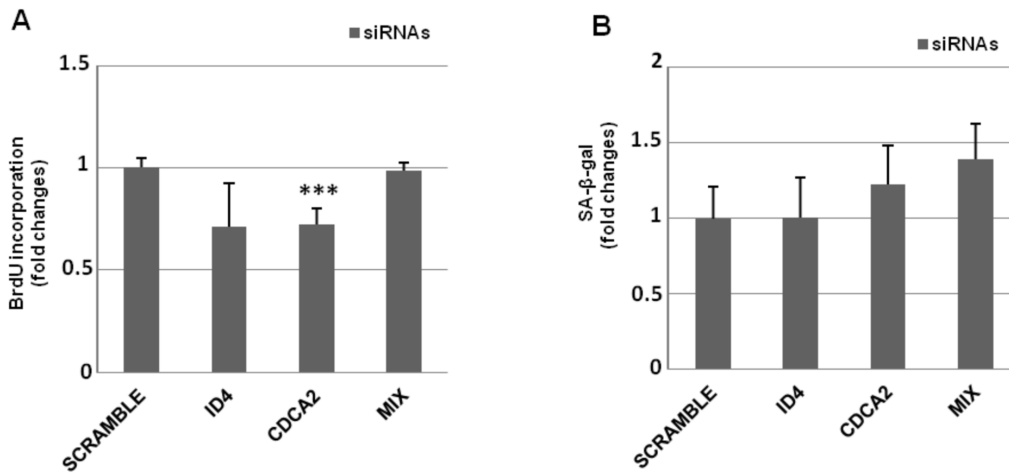 A
siRNAs
BrdU incorporation
(fold changes)
1.5
1
0.5
0
***
SCRAMBLE
ID4
CDCA2
MIX
B
siRNAs
SA-β-gal
(fold changes)
2
1.5
1
0.5
0
SCRAMBLE
ID4
CDCA2
MIX